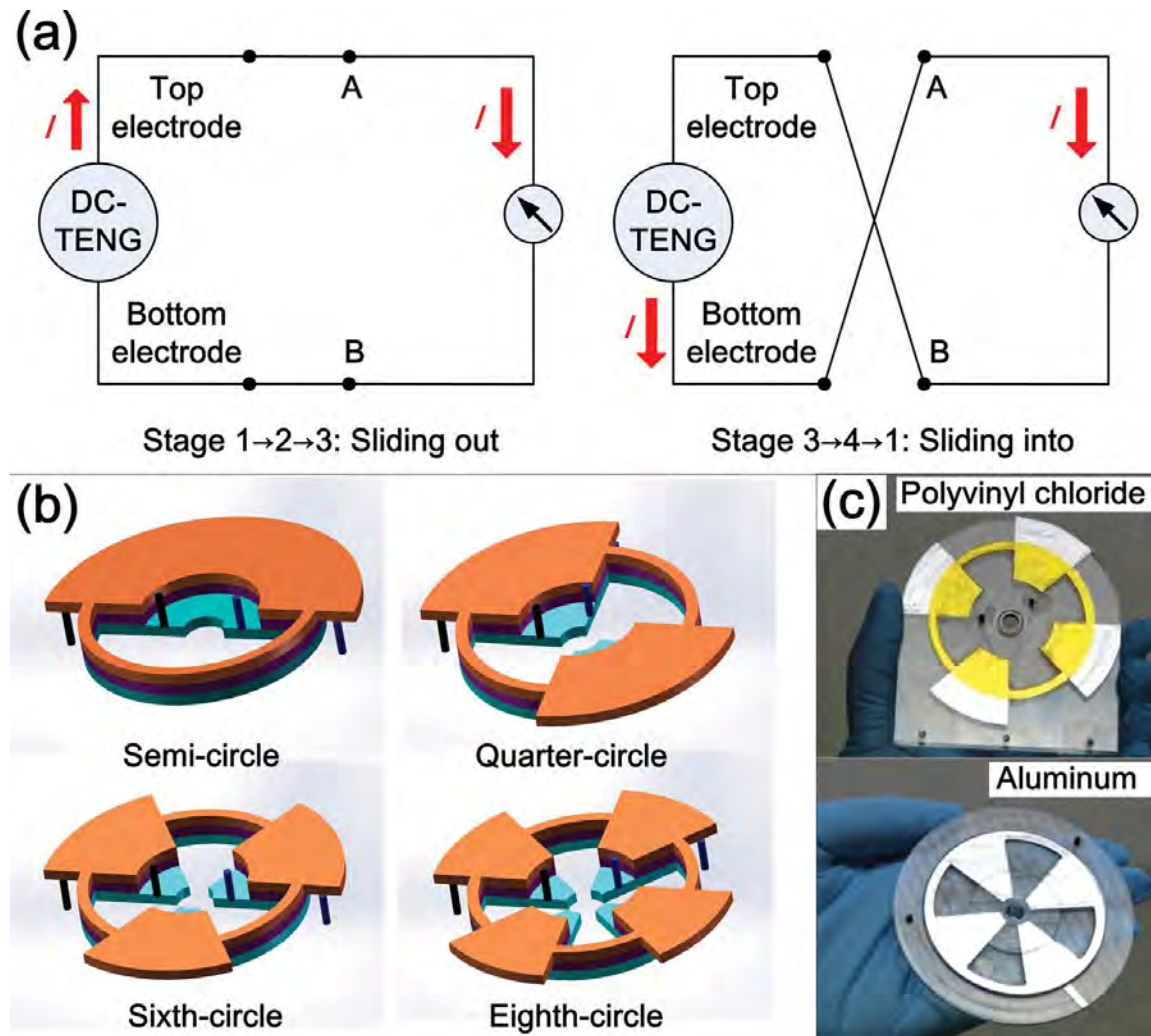 (a)
Top
electrode
A
I
DC-
TENG
I
Bottom
electrode
B
Stage 1→2→3: Sliding out
Top
electrode
A
I
DC-
TENG
I
Bottom
electrode
B
Stage 3→4→1: Sliding into
(b)
Semi-circle
Quarter-circle
Sixth-circle
Eighth-circle
(c)
Polyvinyl chloride
Aluminum